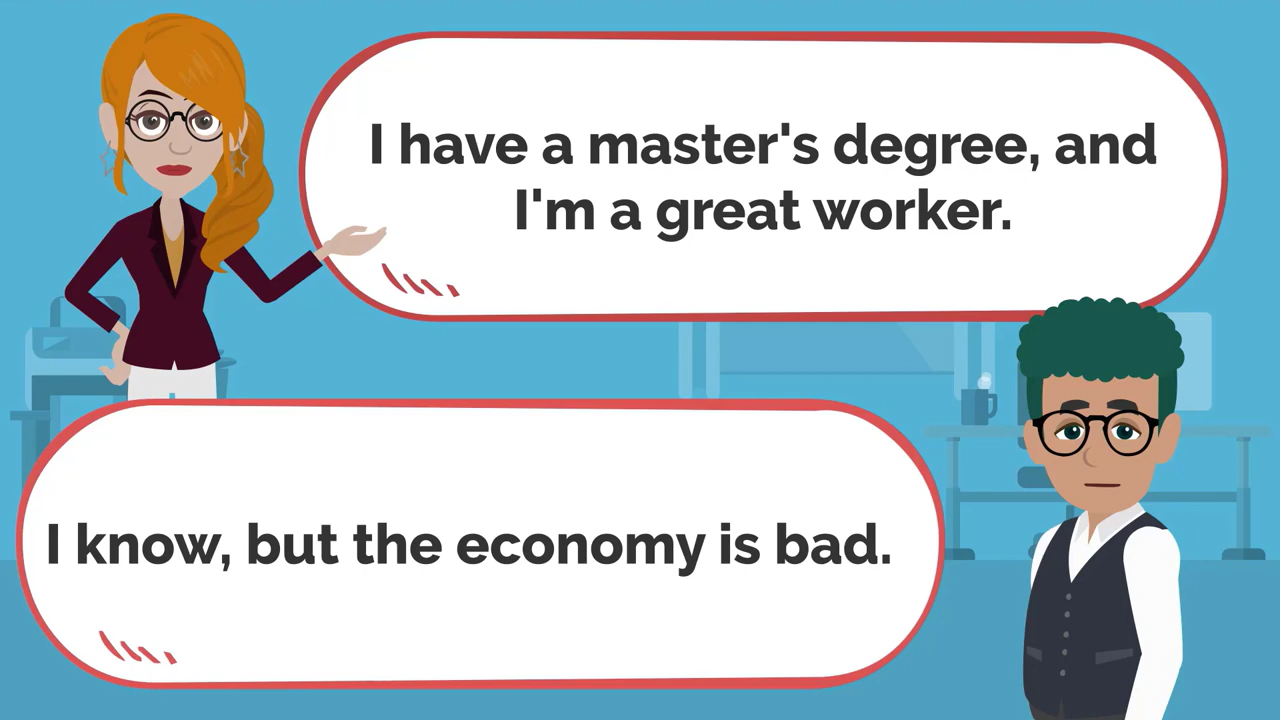 I have a master's degree, and
I'm a great worker.
I know, but the economy is bad.